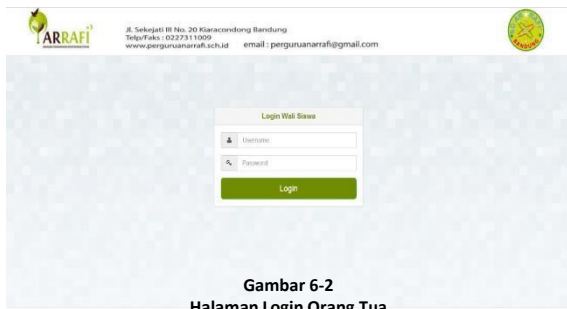 ARRAFI
Jl. Sekejati III No. 20 Kiaracondong Bandung
Telp/Faks : 0227311009
www.perguruanarrafi.sch.id email : perguruanarrafi@gmail.com
BANDUNG
Login Wali Siswa
Username
Password
Login
Gambar 6-2
Halaman Login Orang Tua